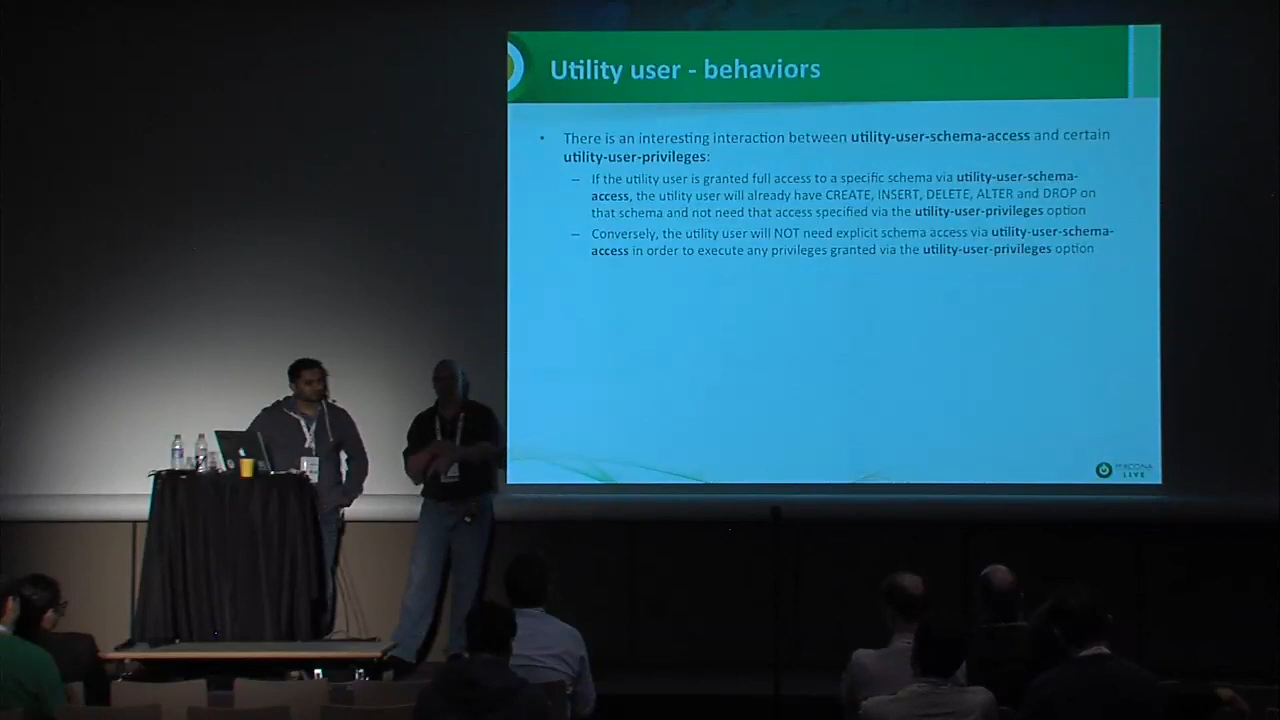 Utility user - behaviors
• There is an interesting interaction between utility-user-schema-access and certain
utility-user-privileges:
– If the utility user is granted full access to a specific schema via utility-user-schema-
access, the utility user will already have CREATE, INSERT, DELETE, ALTER and DROP on
that schema and not need that access specified via the utility-user-privileges option
– Conversely, the utility user will NOT need explicit schema access via utility-user-schema-
access in order to execute any privileges granted via the utility-user-privileges option
PERCONA
LIVE